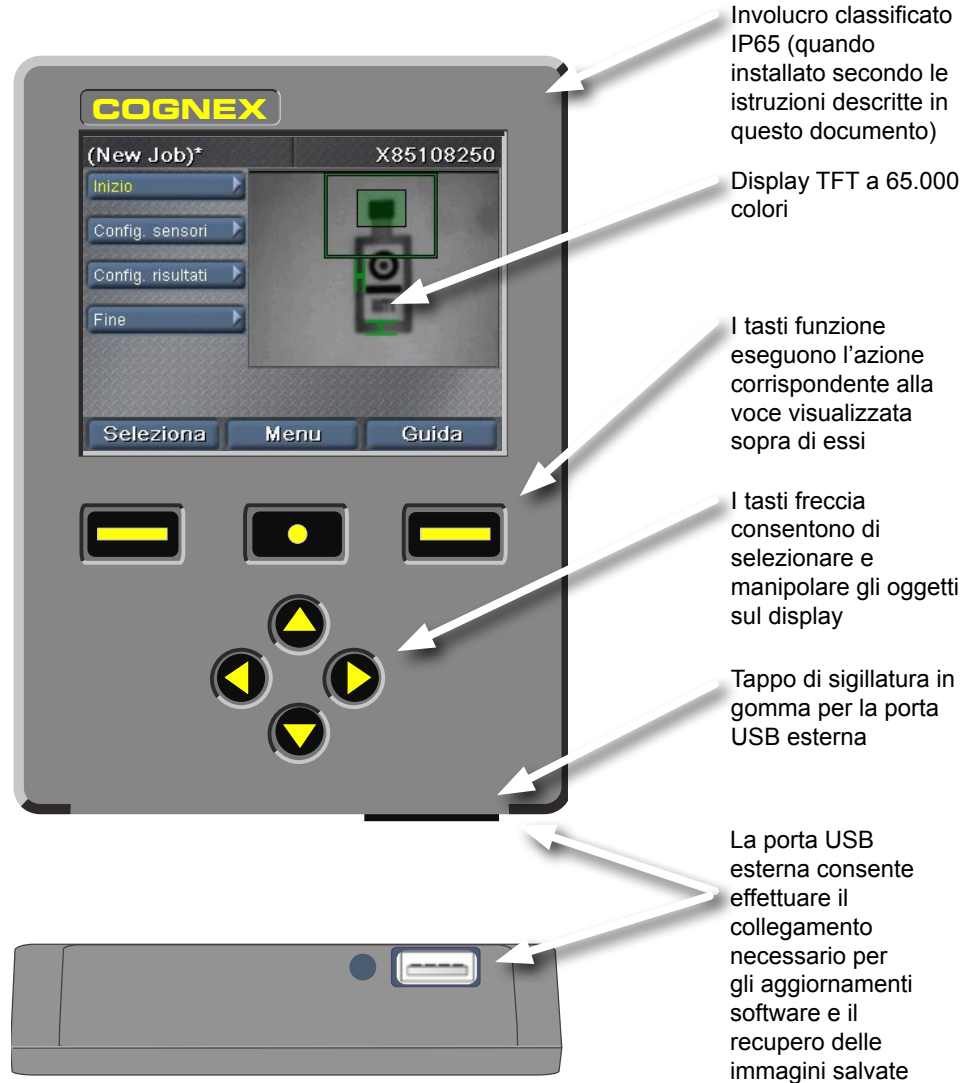 Involucro classificato
IP65 (quando
installato secondo le
istruzioni descritte in
questo documento)
COGNEX
(New Job)* X85108250
Inizio
Config. sensori
Config. risultati
Fine
Seleziona Menu Guida
Display TFT a 65.000
colori
I tasti funzione
eseguono l’azione
corrispondente alla
voce visualizzata
sopra di essi
I tasti freccia
consentono di
selezionare e
manipolare gli oggetti
sul display
Tappo di sigillatura in
gomma per la porta
USB esterna
La porta USB
esterna consente
effettuare il
collegamento
necessario per
gli aggiornamenti
software e il
recupero delle
immagini salvate